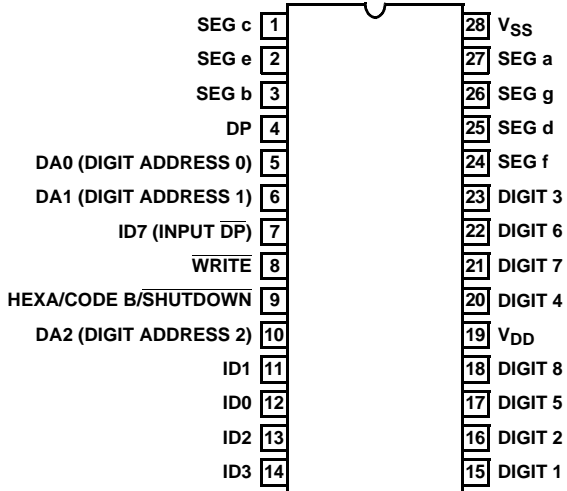 SEG c 1 28 VSS
SEG e 2 27 SEG a
SEG b 3 26 SEG g
DP 4 25 SEG d
DA0 (DIGIT ADDRESS 0) 5 24 SEG f
DA1 (DIGIT ADDRESS 1) 6 23 DIGIT 3
ID7 (INPUT D̅P̅) 7 22 DIGIT 6
W̅R̅I̅T̅E̅ 8 21 DIGIT 7
HEXA/CODE B/S̅H̅U̅T̅D̅O̅W̅N̅ 9 20 DIGIT 4
DA2 (DIGIT ADDRESS 2) 10 19 VDD
ID1 11 18 DIGIT 8
ID0 12 17 DIGIT 5
ID2 13 16 DIGIT 2
ID3 14 15 DIGIT 1